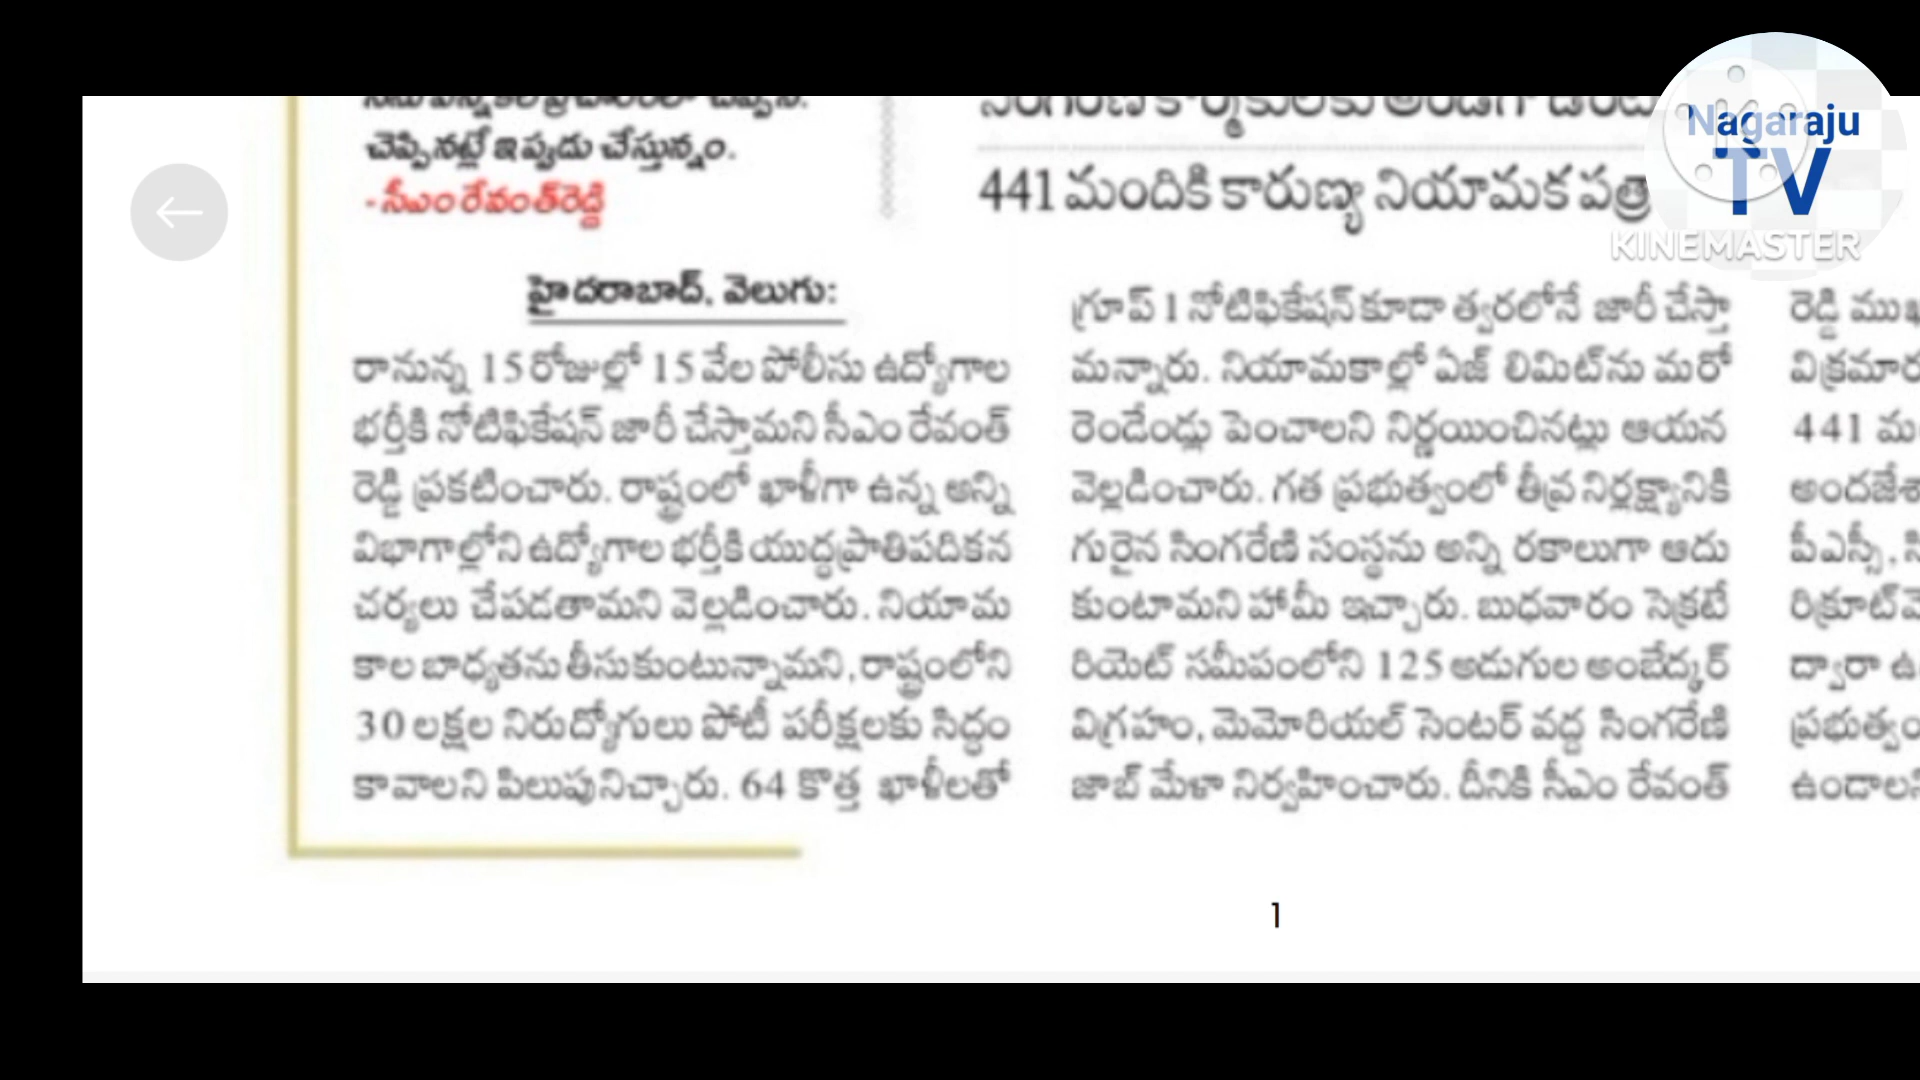 చెప్పినట్లే ఇప్పుడు చేస్తున్నం.
- సీఎం రేవంత్‌రెడ్డి
441 మందికి కారుణ్య నియామక పత్రా
హైదరాబాద్, వెలుగు:
రానున్న 15 రోజుల్లో 15 వేల పోలీసు ఉద్యోగాల
భర్తీకి నోటిఫికేషన్ జారీ చేస్తామని సీఎం రేవంత్
రెడ్డి ప్రకటించారు. రాష్ట్రంలో ఖాళీగా ఉన్న అన్ని
విభాగాల్లోని ఉద్యోగాల భర్తీకి యుద్ధప్రాతిపదికన
చర్యలు చేపడతామని వెల్లడించారు. నియామ
కాల బాధ్యతను తీసుకుంటున్నామని, రాష్ట్రంలోని
30 లక్షల నిరుద్యోగులు పోటీ పరీక్షలకు సిద్ధం
కావాలని పిలుపునిచ్చారు. 64 కొత్త ఖాళీలతో
గ్రూప్ 1 నోటిఫికేషన్ కూడా త్వరలోనే జారీ చేస్తా
మన్నారు. నియామకాల్లో ఏజ్ లిమిట్‌ను మరో
రెండేండ్లు పెంచాలని నిర్ణయించినట్లు ఆయన
వెల్లడించారు. గత ప్రభుత్వంలో తీవ్ర నిర్లక్ష్యానికి
గురైన సింగరేణి సంస్థను అన్ని రకాలుగా ఆదు
కుంటామని హామీ ఇచ్చారు. బుధవారం సెక్రటే
రియెట్ సమీపంలోని 125 అడుగుల అంబేద్కర్
విగ్రహం, మెమోరియల్ సెంటర్ వద్ద సింగరేణి
జాబ్ మేళా నిర్వహించారు. దీనికి సీఎం రేవంత్
రెడ్డి
441
1
Nagaraju
TV
KINEMASTER